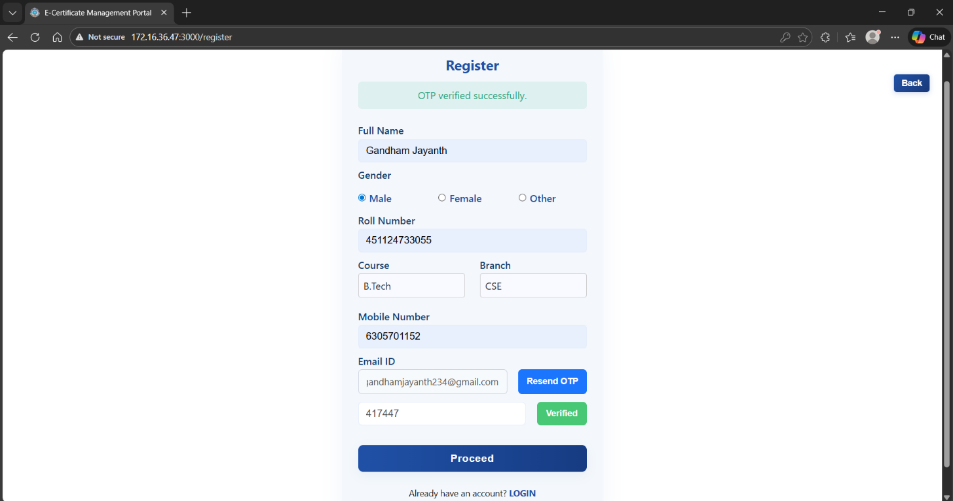 E-Certificate Management Portal
Not secure 172.16.36.47:3000/register
Chat
Register
Back
OTP verified successfully.
Full Name
Gandham Jayanth
Gender
Male Female Other
Roll Number
451124733055
Course Branch
B.Tech CSE
Mobile Number
6305701152
Email ID
jandhamjayanth234@gmail.com Resend OTP
417447 Verified
Proceed
Already have an account? LOGIN